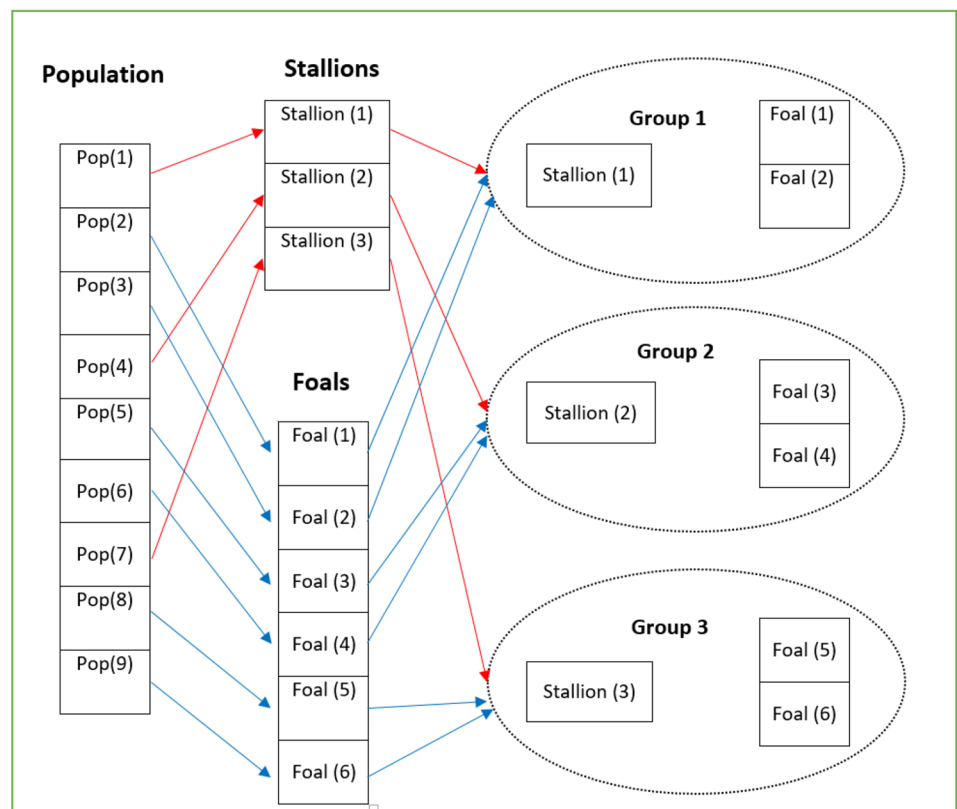 Population
Pop(1)
Pop(2)
Pop(3)
Pop(4)
Pop(5)
Pop(6)
Pop(7)
Pop(8)
Pop(9)
Stallions
Stallion (1)
Stallion (2)
Stallion (3)
Foals
Foal (1)
Foal (2)
Foal (3)
Foal (4)
Foal (5)
Foal (6)
Group 1
Stallion (1)
Foal (1)
Foal (2)
Group 2
Stallion (2)
Foal (3)
Foal (4)
Group 3
Stallion (3)
Foal (5)
Foal (6)